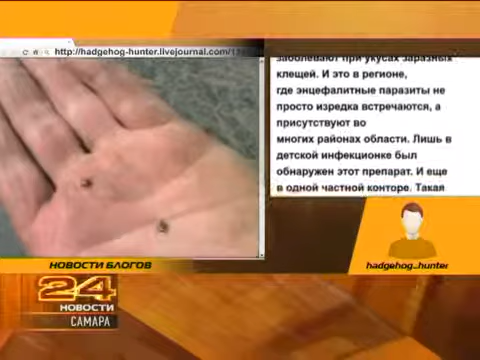 http://hadgehog-hunter.livejournal.com/
заболевают при укусах заразных
клещей. И это в регионе,
где энцефалитные паразиты не
просто изредка встречаются, а
присутствуют во
многих районах области. Лишь в
детской инфекционке был
обнаружен этот препарат. И еще
в одной частной конторе. Такая
НОВОСТИ БЛОГОВ
hadgehog_hunter
24
НОВОСТИ
САМАРА